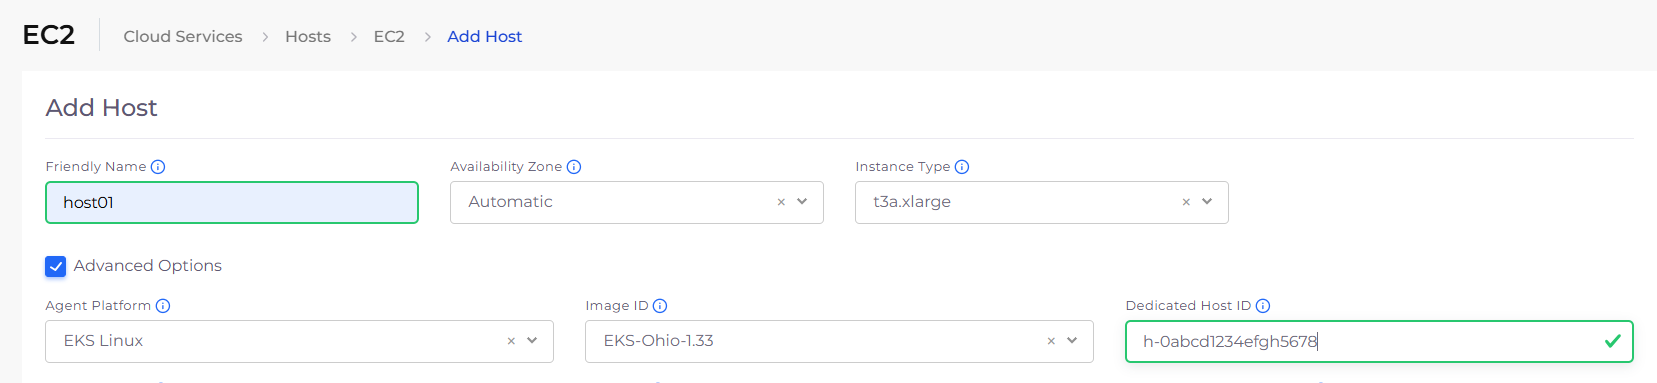 EC2
Cloud Services > Hosts > EC2 > Add Host
Add Host
Friendly Name
Availability Zone
Instance Type
host01
Automatic
t3a.xlarge
Advanced Options
Agent Platform
Image ID
Dedicated Host ID
EKS Linux
EKS-Ohio-1.33
h-0abcd1234efgh5678